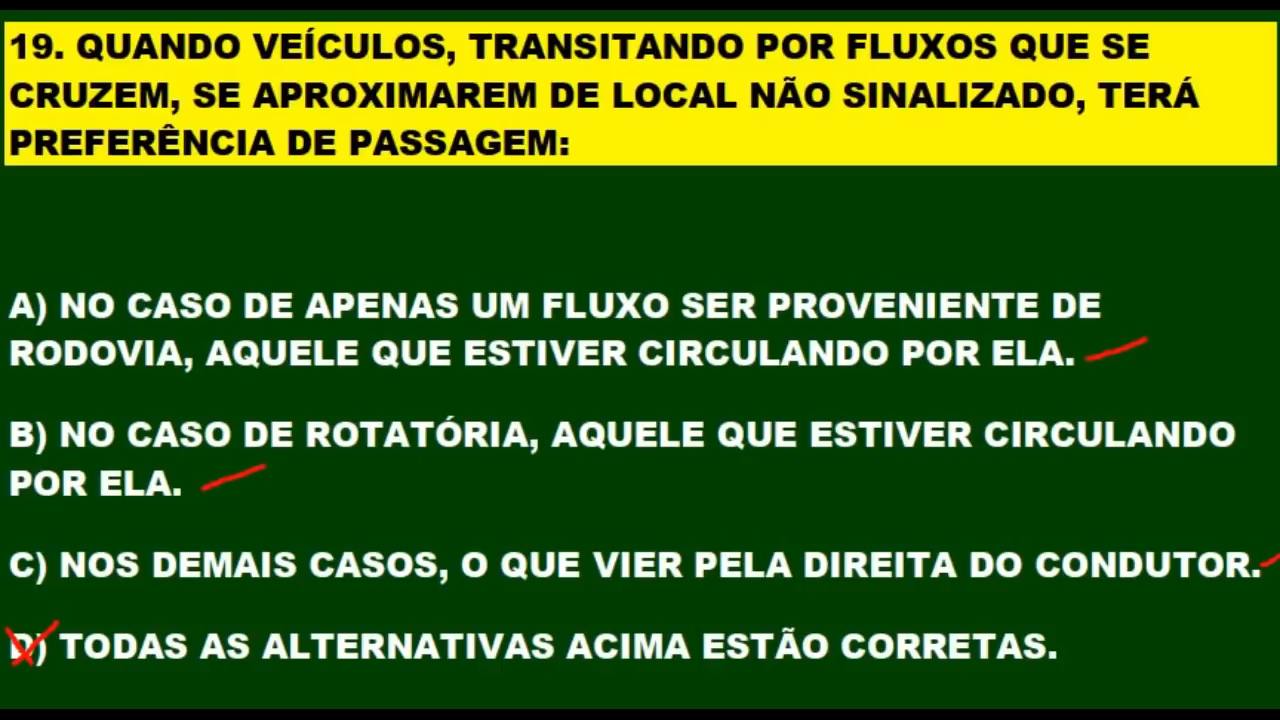 19. QUANDO VEÍCULOS, TRANSITANDO POR FLUXOS QUE SE
CRUZEM, SE APROXIMAREM DE LOCAL NÃO SINALIZADO, TERÁ
PREFERÊNCIA DE PASSAGEM:
A) NO CASO DE APENAS UM FLUXO SER PROVENIENTE DE
RODOVIA, AQUELE QUE ESTIVER CIRCULANDO POR ELA.
B) NO CASO DE ROTATÓRIA, AQUELE QUE ESTIVER CIRCULANDO
POR ELA.
C) NOS DEMAIS CASOS, O QUE VIER PELA DIREITA DO CONDUTOR.
D) TODAS AS ALTERNATIVAS ACIMA ESTÃO CORRETAS.